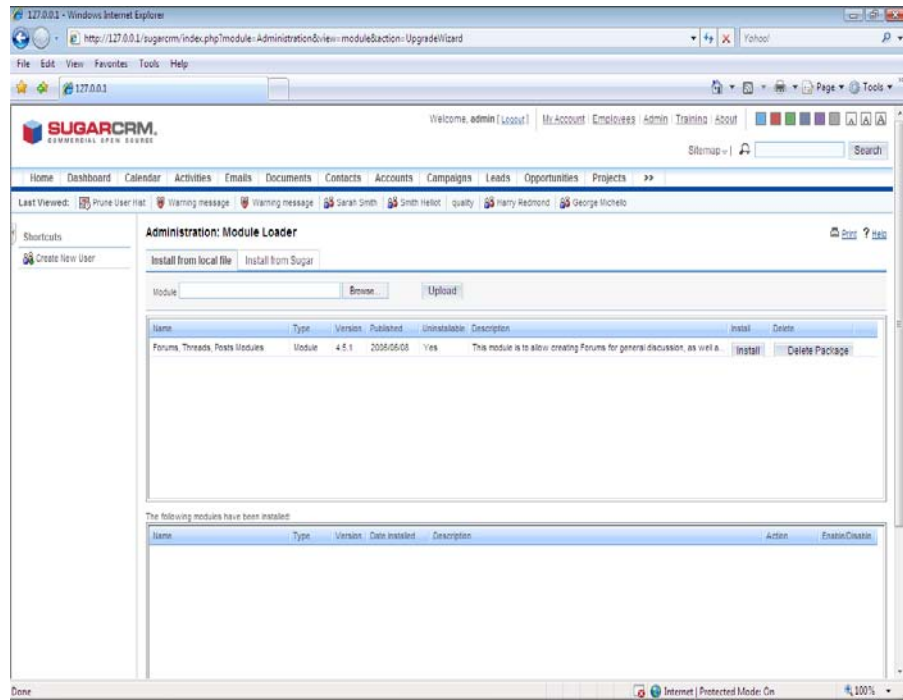 127.0.0.1 - Windows Internet Explorer
http://127.0.0.1/sugarcrm/index.php?module=Administration&view=module&action=UpgradeWizard
Yahoo!
File Edit View Favorites Tools Help
127.0.0.1
Page Tools
SUGARCRM.
COMMERCIAL OPEN SOURCE
Welcome, admin [Logout] My Account Employees Admin Training About A A A
Sitemap Search
Home Dashboard Calendar Activities Emails Documents Contacts Accounts Campaigns Leads Opportunities Projects >>
Last Viewed: Prune User Hist Warning message Warning message Sarah Smith Smith Hellot quality Harry Redmond George Michello
Shortcuts
Create New User
Administration: Module Loader
Print ? Help
Install from local file Install from Sugar
Module Browse... Upload
Name Type Version Published Uninstallable Description Install Delete
Forums, Threads, Posts Modules Module 4.5.1 Yes This module is to allow creating Forums for general discussion, as well a... Install Delete Package
The following modules have been installed:
Name Type Version Date Installed Description Action Enable/Disable
Done
Internet | Protected Mode: On
100%